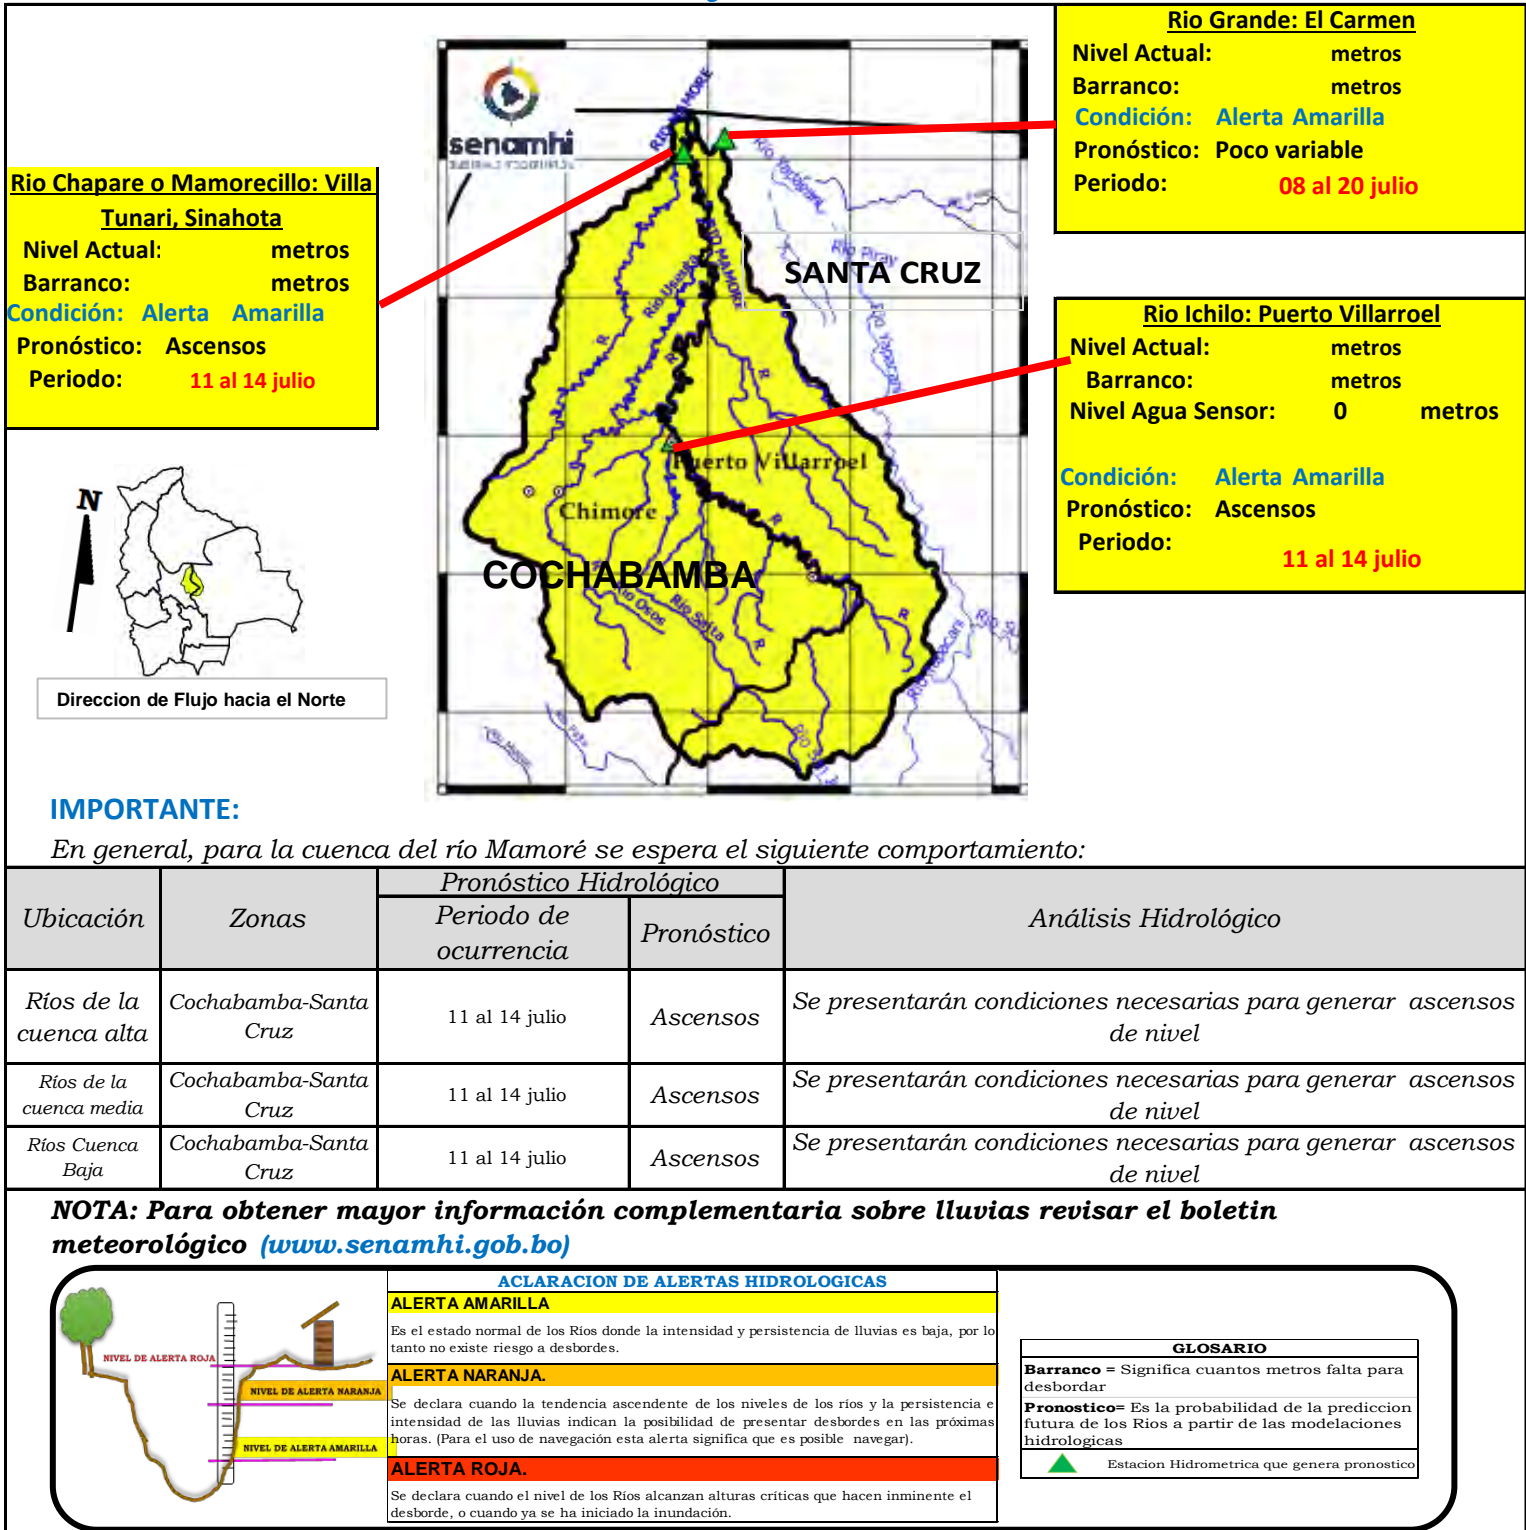 Rio Grande: El Carmen
Nivel Actual: metros
Barranco: metros
Condición: Alerta Amarilla
Pronóstico: Poco variable
Periodo: 08 al 20 julio
Rio Chapare o Mamorecillo: Villa
Tunari, Sinahota
Nivel Actual: metros
Barranco: metros
Condición: Alerta Amarilla
Pronóstico: Ascensos
Periodo: 11 al 14 julio
Rio Ichilo: Puerto Villarroel
Nivel Actual: metros
Barranco: metros
Nivel Agua Sensor: 0 metros
Condición: Alerta Amarilla
Pronóstico: Ascensos
Periodo:
11 al 14 julio
senamhi
RIO MAMORE
Rio Yapacani
Rio Piray
SANTA CRUZ
RIO MAMORE
Rio Yapacani
R
R
R
R
Puerto Villarroel
Chimore
COCHABAMBA
Rio Osos
Rio Salta
R
R
Rio Yapacani
N
Direccion de Flujo hacia el Norte
IMPORTANTE:
En general, para la cuenca del río Mamoré se espera el siguiente comportamiento:
Ubicación
Zonas
Pronóstico Hidrológico
Periodo de
ocurrencia
Pronóstico
Análisis Hidrológico
Ríos de la
cuenca alta
Cochabamba-Santa
Cruz
11 al 14 julio
Ascensos
Se presentarán condiciones necesarias para generar ascensos
de nivel
Ríos de la
cuenca media
Cochabamba-Santa
Cruz
11 al 14 julio
Ascensos
Se presentarán condiciones necesarias para generar ascensos
de nivel
Ríos Cuenca
Baja
Cochabamba-Santa
Cruz
11 al 14 julio
Ascensos
Se presentarán condiciones necesarias para generar ascensos
de nivel
NOTA: Para obtener mayor información complementaria sobre lluvias revisar el boletin
meteorológico (www.senamhi.gob.bo)
NIVEL DE ALERTA ROJA
NIVEL DE ALERTA NARANJA
NIVEL DE ALERTA AMARILLA
ACLARACION DE ALERTAS HIDROLOGICAS
ALERTA AMARILLA
Es el estado normal de los Ríos donde la intensidad y persistencia de lluvias es baja, por lo
tanto no existe riesgo a desbordes.
ALERTA NARANJA.
Se declara cuando la tendencia ascendente de los niveles de los ríos y la persistencia e
intensidad de las lluvias indican la posibilidad de presentar desbordes en las próximas
horas. (Para el uso de navegación esta alerta significa que es posible navegar).
ALERTA ROJA.
Se declara cuando el nivel de los Ríos alcanzan alturas críticas que hacen inminente el
desborde, o cuando ya se ha iniciado la inundación.
GLOSARIO
Barranco = Significa cuantos metros falta para
desbordar
Pronostico= Es la probabilidad de la prediccion
futura de los Rios a partir de las modelaciones
hidrologicas
Estacion Hidrometrica que genera pronostico